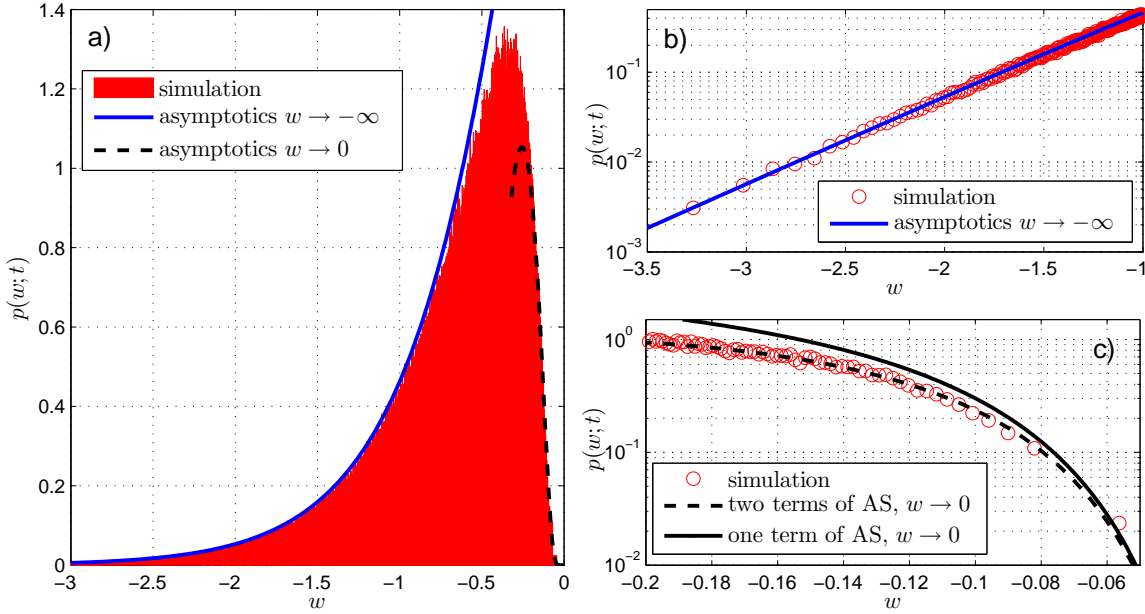 a)
1.4
1.2
1
0.8
0.6
0.4
0.2
0
p(w; t)
simulation
asymptotics w → −∞
asymptotics w → 0
−3
−2.5
−2
−1.5
−1
−0.5
0
w
b)
10⁻¹
10⁻²
10⁻³
p(w; t)
simulation
asymptotics w → −∞
−3.5
−3
−2.5
−2
−1.5
−1
w
c)
10⁰
10⁻¹
10⁻²
p(w; t)
simulation
two terms of AS, w → 0
one term of AS, w → 0
−0.2
−0.18
−0.16
−0.14
−0.12
−0.1
−0.08
−0.06
w